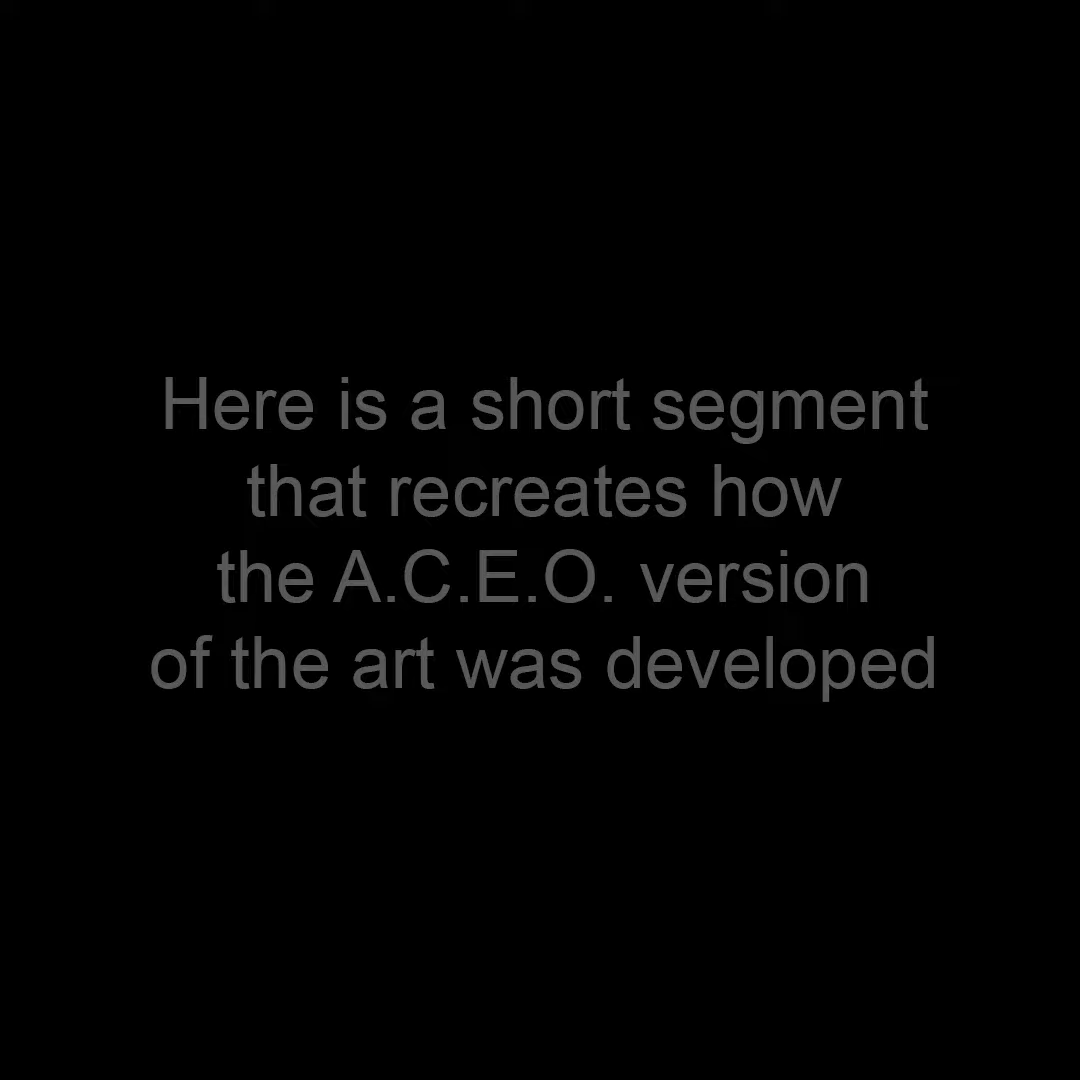 Here is a short segment
that recreates how
the A.C.E.O. version
of the art was developed